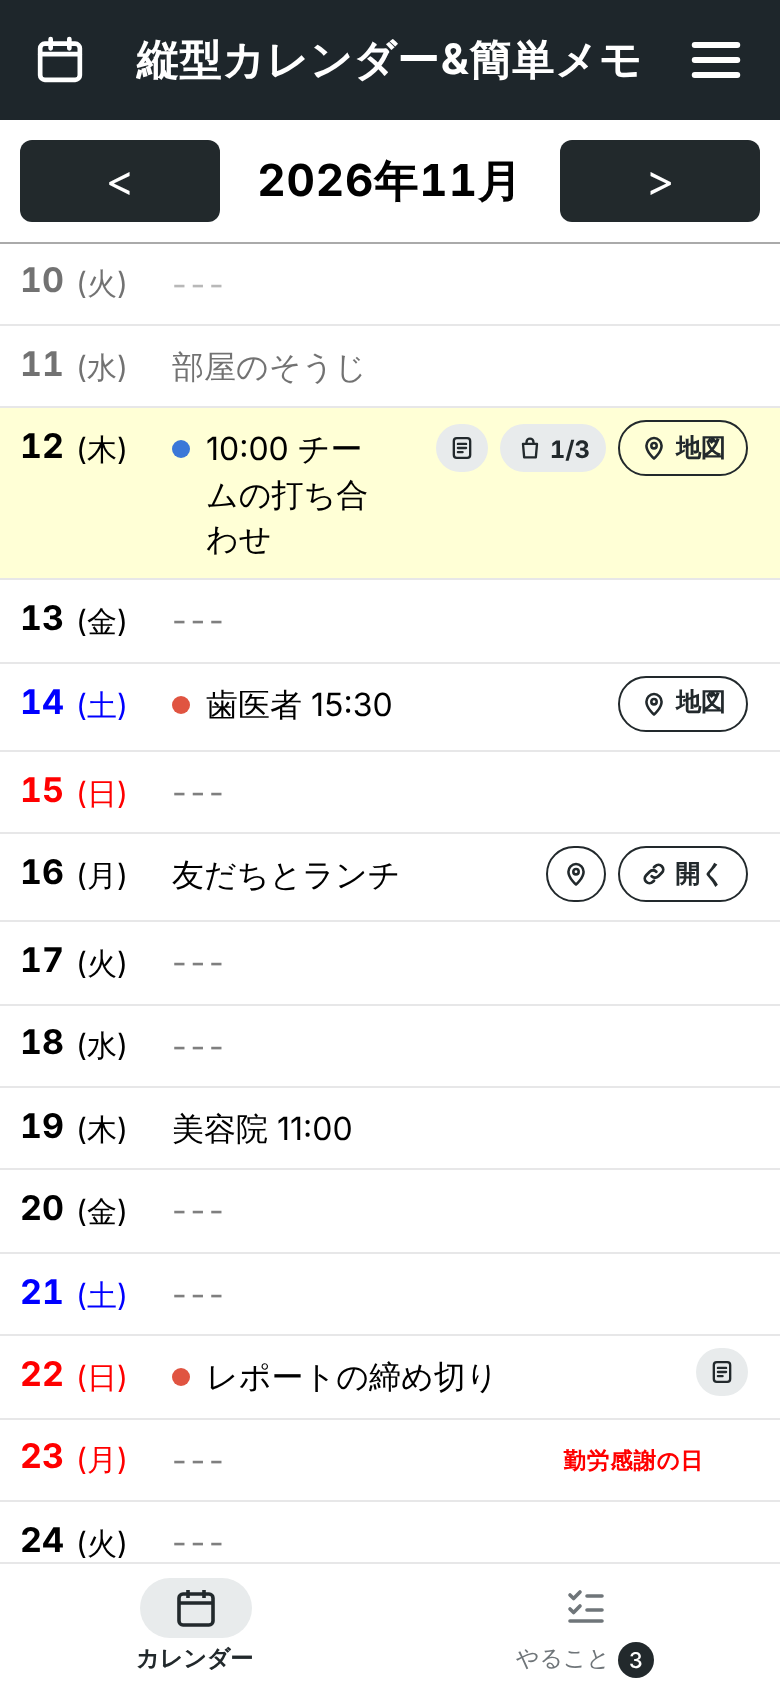 縦型カレンダー&簡単メモ
< 2026年11月 >
10 (火) ---
11 (水) 部屋のそうじ
12 (木) 10:00 チー 1/3 地図
ムの打ち合
わせ
13 (金) ---
14 (土) 歯医者 15:30 地図
15 (日) ---
16 (月) 友だちとランチ 開く
17 (火) ---
18 (水) ---
19 (木) 美容院 11:00
20 (金) ---
21 (土) ---
22 (日) レポートの締め切り
23 (月) --- 勤労感謝の日
24 (火) ---
カレンダー やること 3